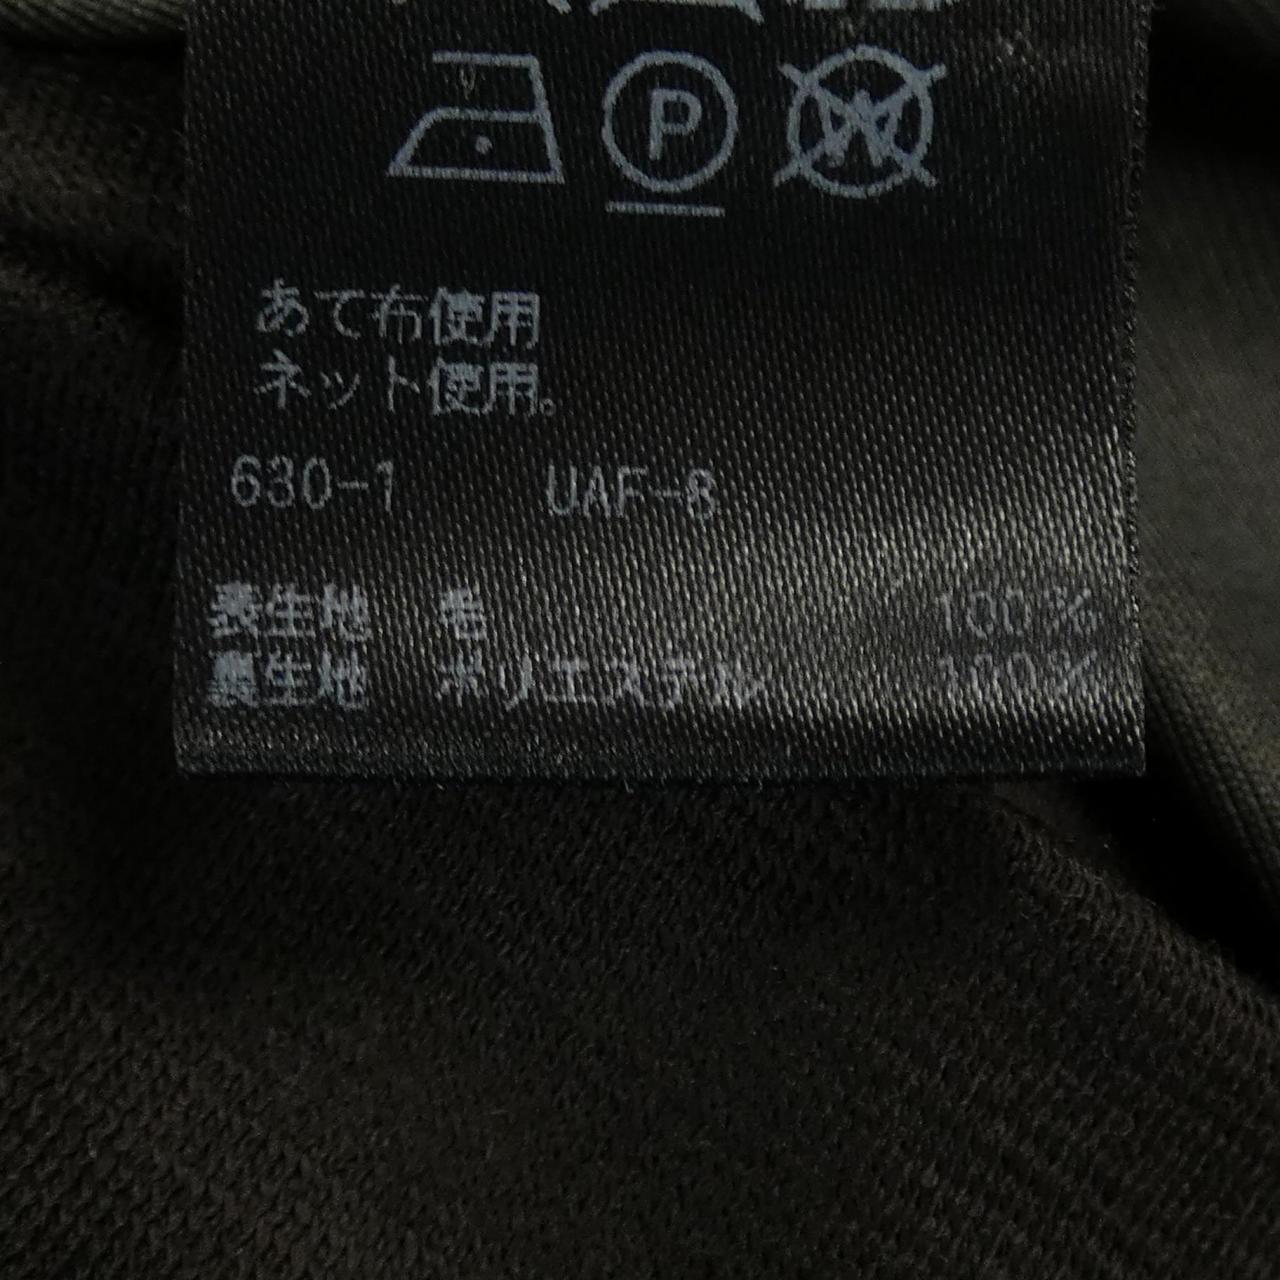 P
W
あて布使用
ネット使用。
630-1 UAF-8
表生地 毛 100%
裏生地 ポリエステル 100%